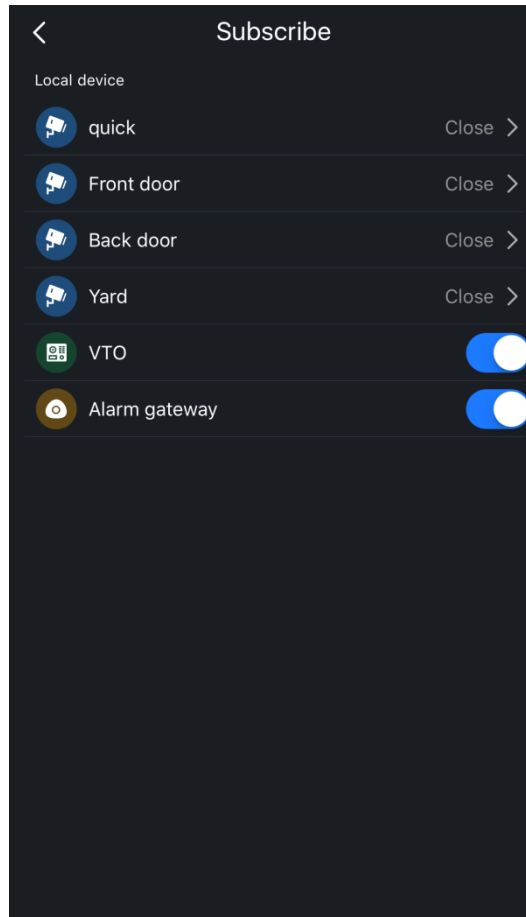 Subscribe
Local device
quick Close
Front door Close
Back door Close
Yard Close
VTO
Alarm gateway